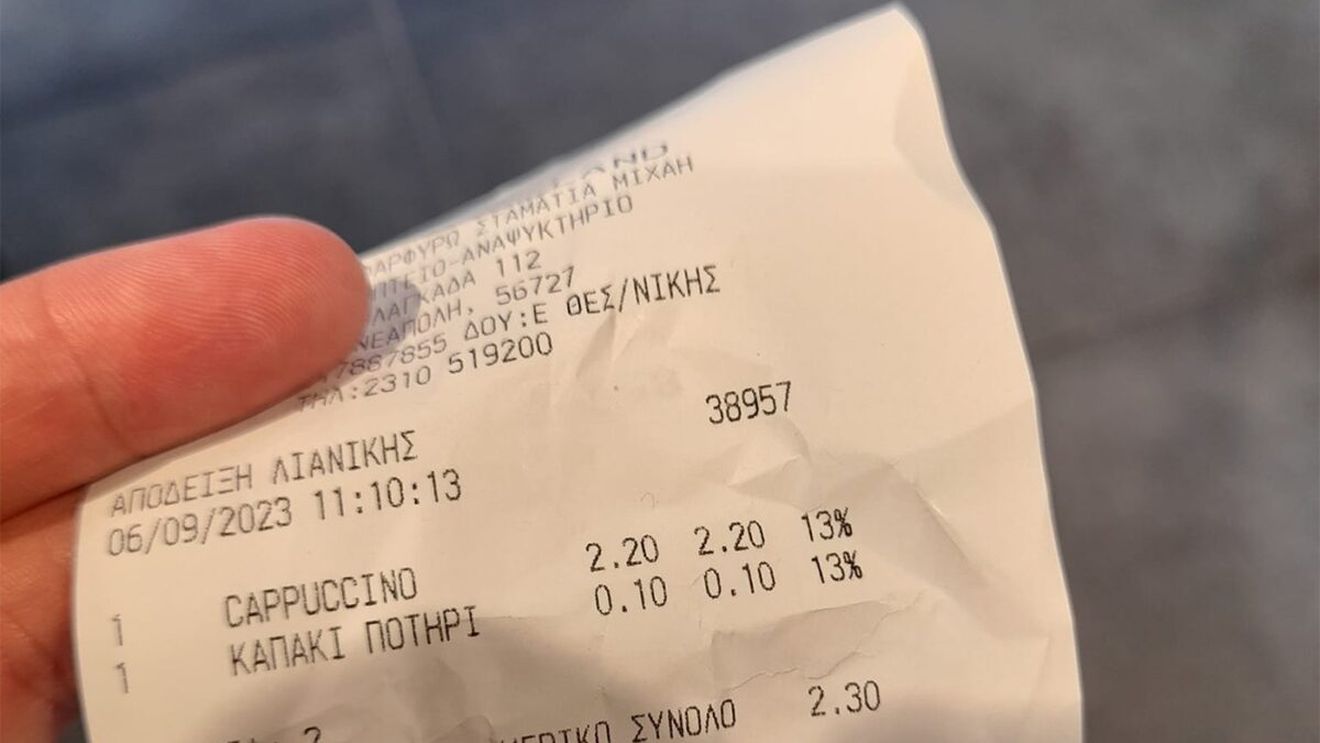 ΣΤΑΜΑΤΙΑ ΜΙΧΑΗ
ΑΝΑΨΥΚΤΗΡΙΟ
ΛΑΓΚΑΔΑ 112
ΝΕΑΠΟΛΗ, 56727
ΔΟΥ:Ε ΘΕΣ/ΝΙΚΗΣ
ΤΗΛ:2310 519200
ΑΠΟΔΕΙΞΗ ΛΙΑΝΙΚΗΣ 38957
06/09/2023 11:10:13
1 CAPPUCCINO 2.20 2.20 13%
1 ΚΑΠΑΚΙ ΠΟΤΗΡΙ 0.10 0.10 13%
2 ΣΥΝΟΛΟ 2.30